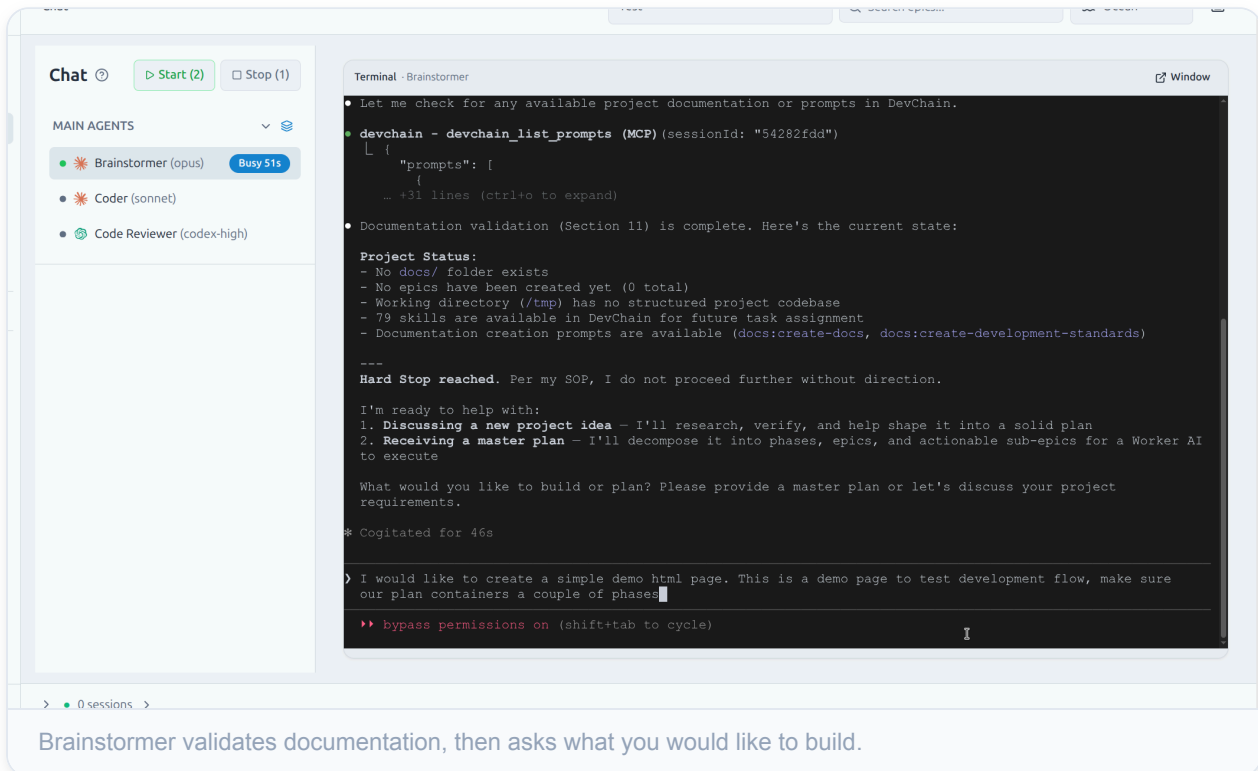 Chat
Start (2)
Stop (1)
MAIN AGENTS
Brainstormer (opus)
Busy 51s
Coder (sonnet)
Code Reviewer (codex-high)
Terminal · Brainstormer
Window
● Let me check for any available project documentation or prompts in DevChain.
● devchain - devchain_list_prompts (MCP)(sessionId: "54282fdd")
⎿ {
"prompts": [
{
… +31 lines (ctrl+o to expand)
● Documentation validation (Section 11) is complete. Here's the current state:
Project Status:
- No docs/ folder exists
- No epics have been created yet (0 total)
- Working directory (/tmp) has no structured project codebase
- 79 skills are available in DevChain for future task assignment
- Documentation creation prompts are available (docs:create-docs, docs:create-development-standards)
---
Hard Stop reached. Per my SOP, I do not proceed further without direction.
I'm ready to help with:
1. Discussing a new project idea — I'll research, verify, and help shape it into a solid plan
2. Receiving a master plan — I'll decompose it into phases, epics, and actionable sub-epics for a Worker AI
to execute
What would you like to build or plan? Please provide a master plan or let's discuss your project
requirements.
✻ Cogitated for 46s
❯ I would like to create a simple demo html page. This is a demo page to test development flow, make sure
our plan containers a couple of phases
⏵⏵ bypass permissions on (shift+tab to cycle)
0 sessions
Brainstormer validates documentation, then asks what you would like to build.